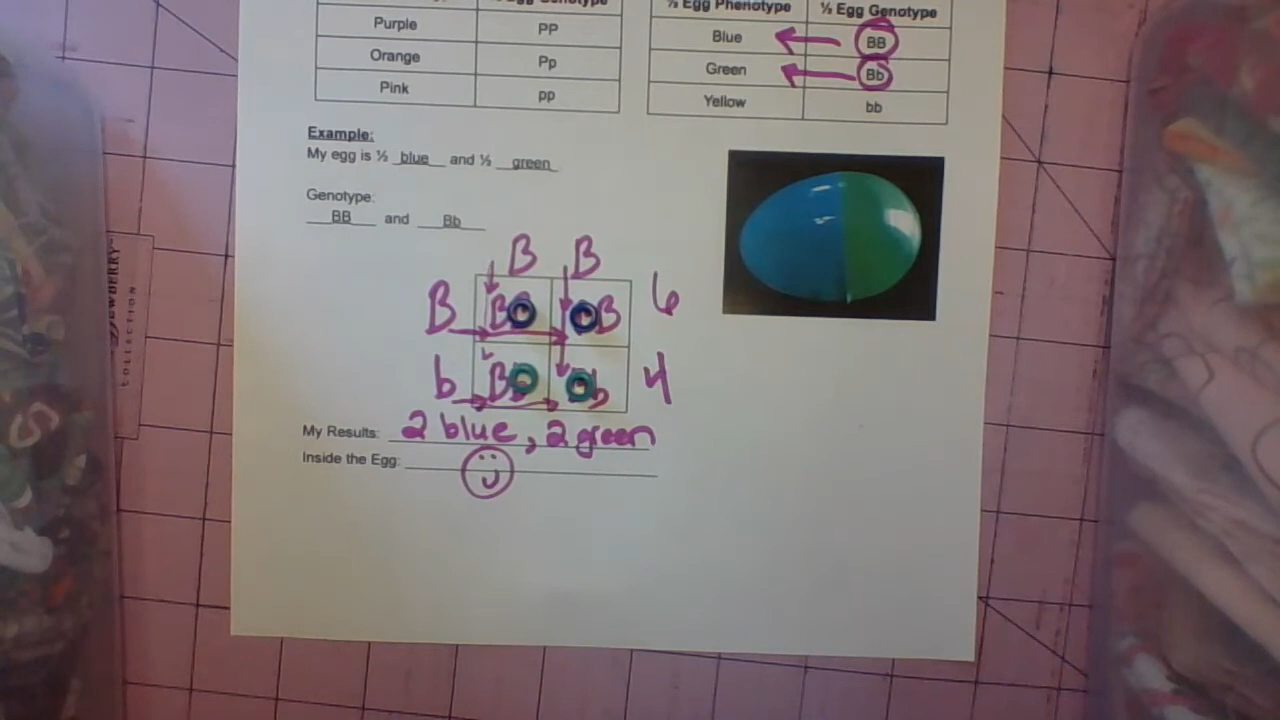 ½ Egg Phenotype ½ Egg Genotype
Purple PP
Orange Pp
Pink pp
Blue BB
Green Bb
Yellow bb
Example:
My egg is ½ blue and ½ green
Genotype:
BB and Bb
B B
B B B 6
b B b 4
My Results: 2 blue, 2 green
Inside the Egg:
COLLECTION